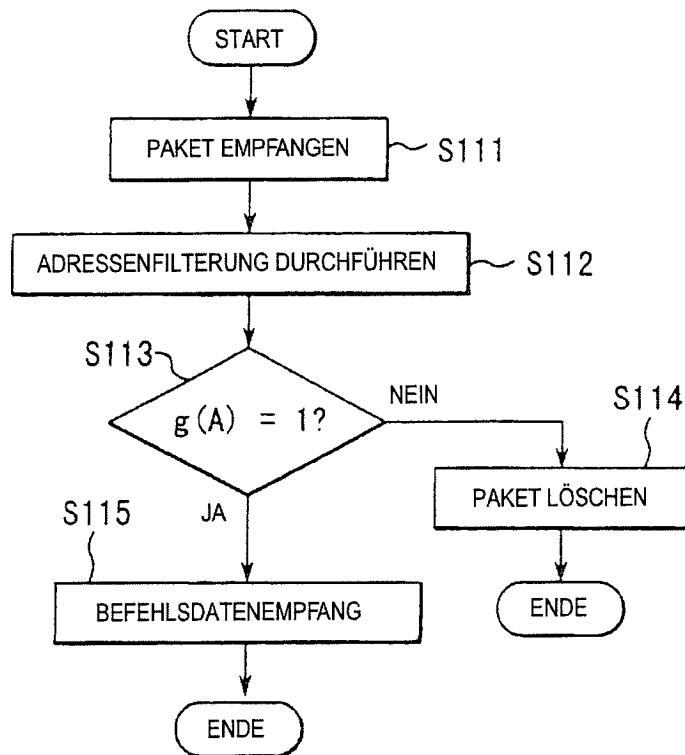 START
PAKET EMPFANGEN
S111
ADRESSENFILTERUNG DURCHFÜHREN
S112
S113
g(A) = 1?
NEIN
S114
PAKET LÖSCHEN
ENDE
JA
S115
BEFEHLSDATENEMPFANG
ENDE